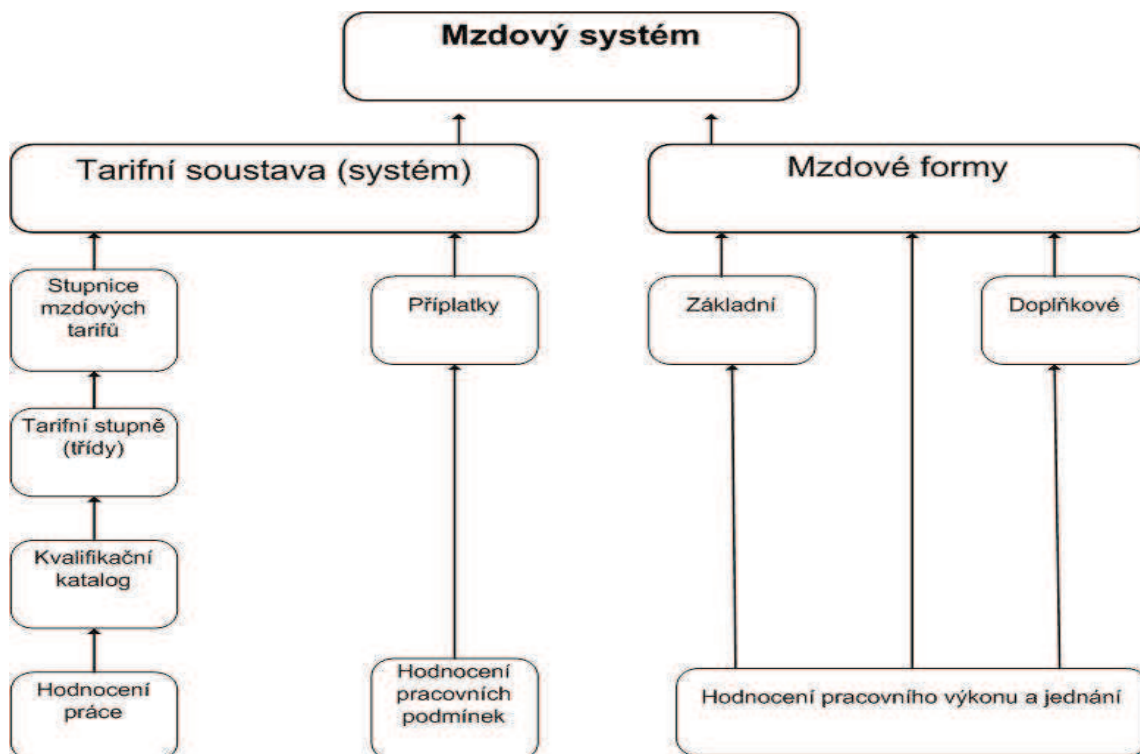 Mzdový systém
Tarifní soustava (systém)
Mzdové formy
Stupnice
mzdových
tarifů
Příplatky
Základní
Doplňkové
Tarifní stupně
(třídy)
Kvalifikační
katalog
Hodnocení
práce
Hodnocení
pracovních
podmínek
Hodnocení pracovního výkonu a jednání